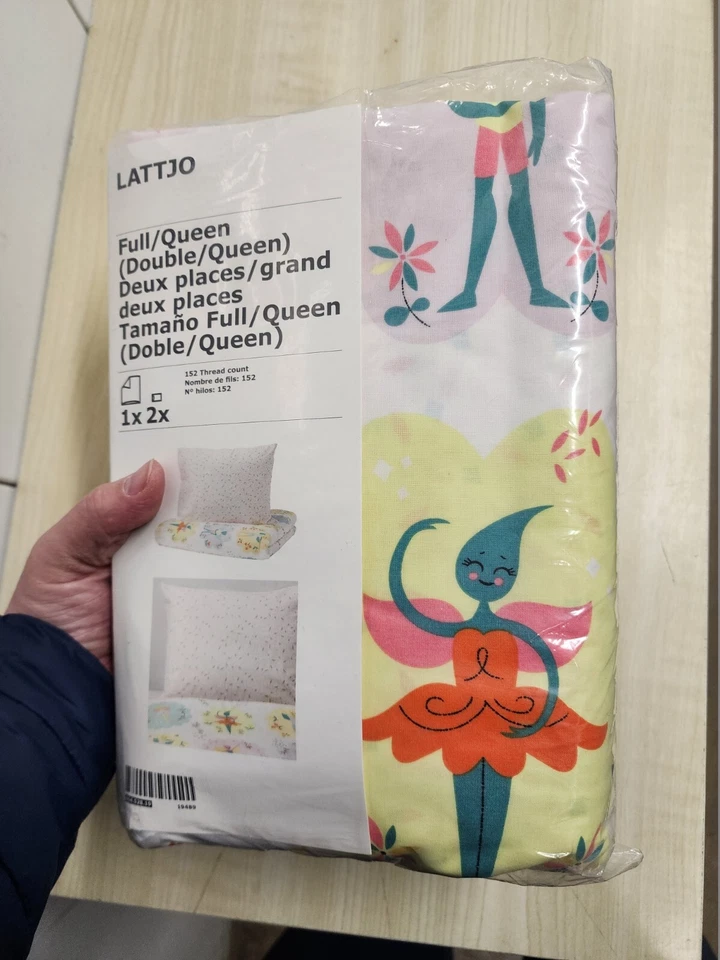 LATTJO
Full/Queen
(Double/Queen)
Deux places/grand
deux places
Tamaño Full/Queen
(Doble/Queen)
152 Thread count
Nombre de fils: 152
Nº hilos: 152
1x 2x
19489